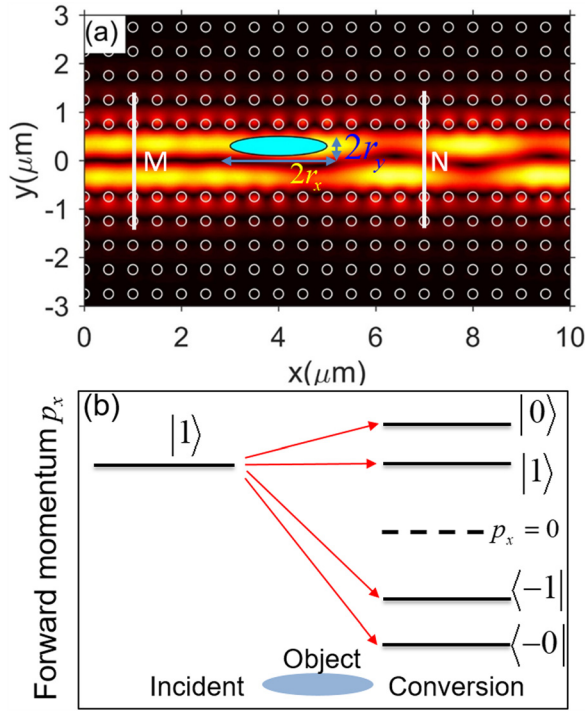 (a)
y(μm)
3
2
1
0
-1
-2
-3
M
N
2r_y
2r_x
0 2 4 6 8 10
x(μm)
(b)
Forward momentum p_x
|1⟩
|0⟩
|1⟩
p_x = 0
⟨-1|
⟨-0|
Object
Incident
Conversion